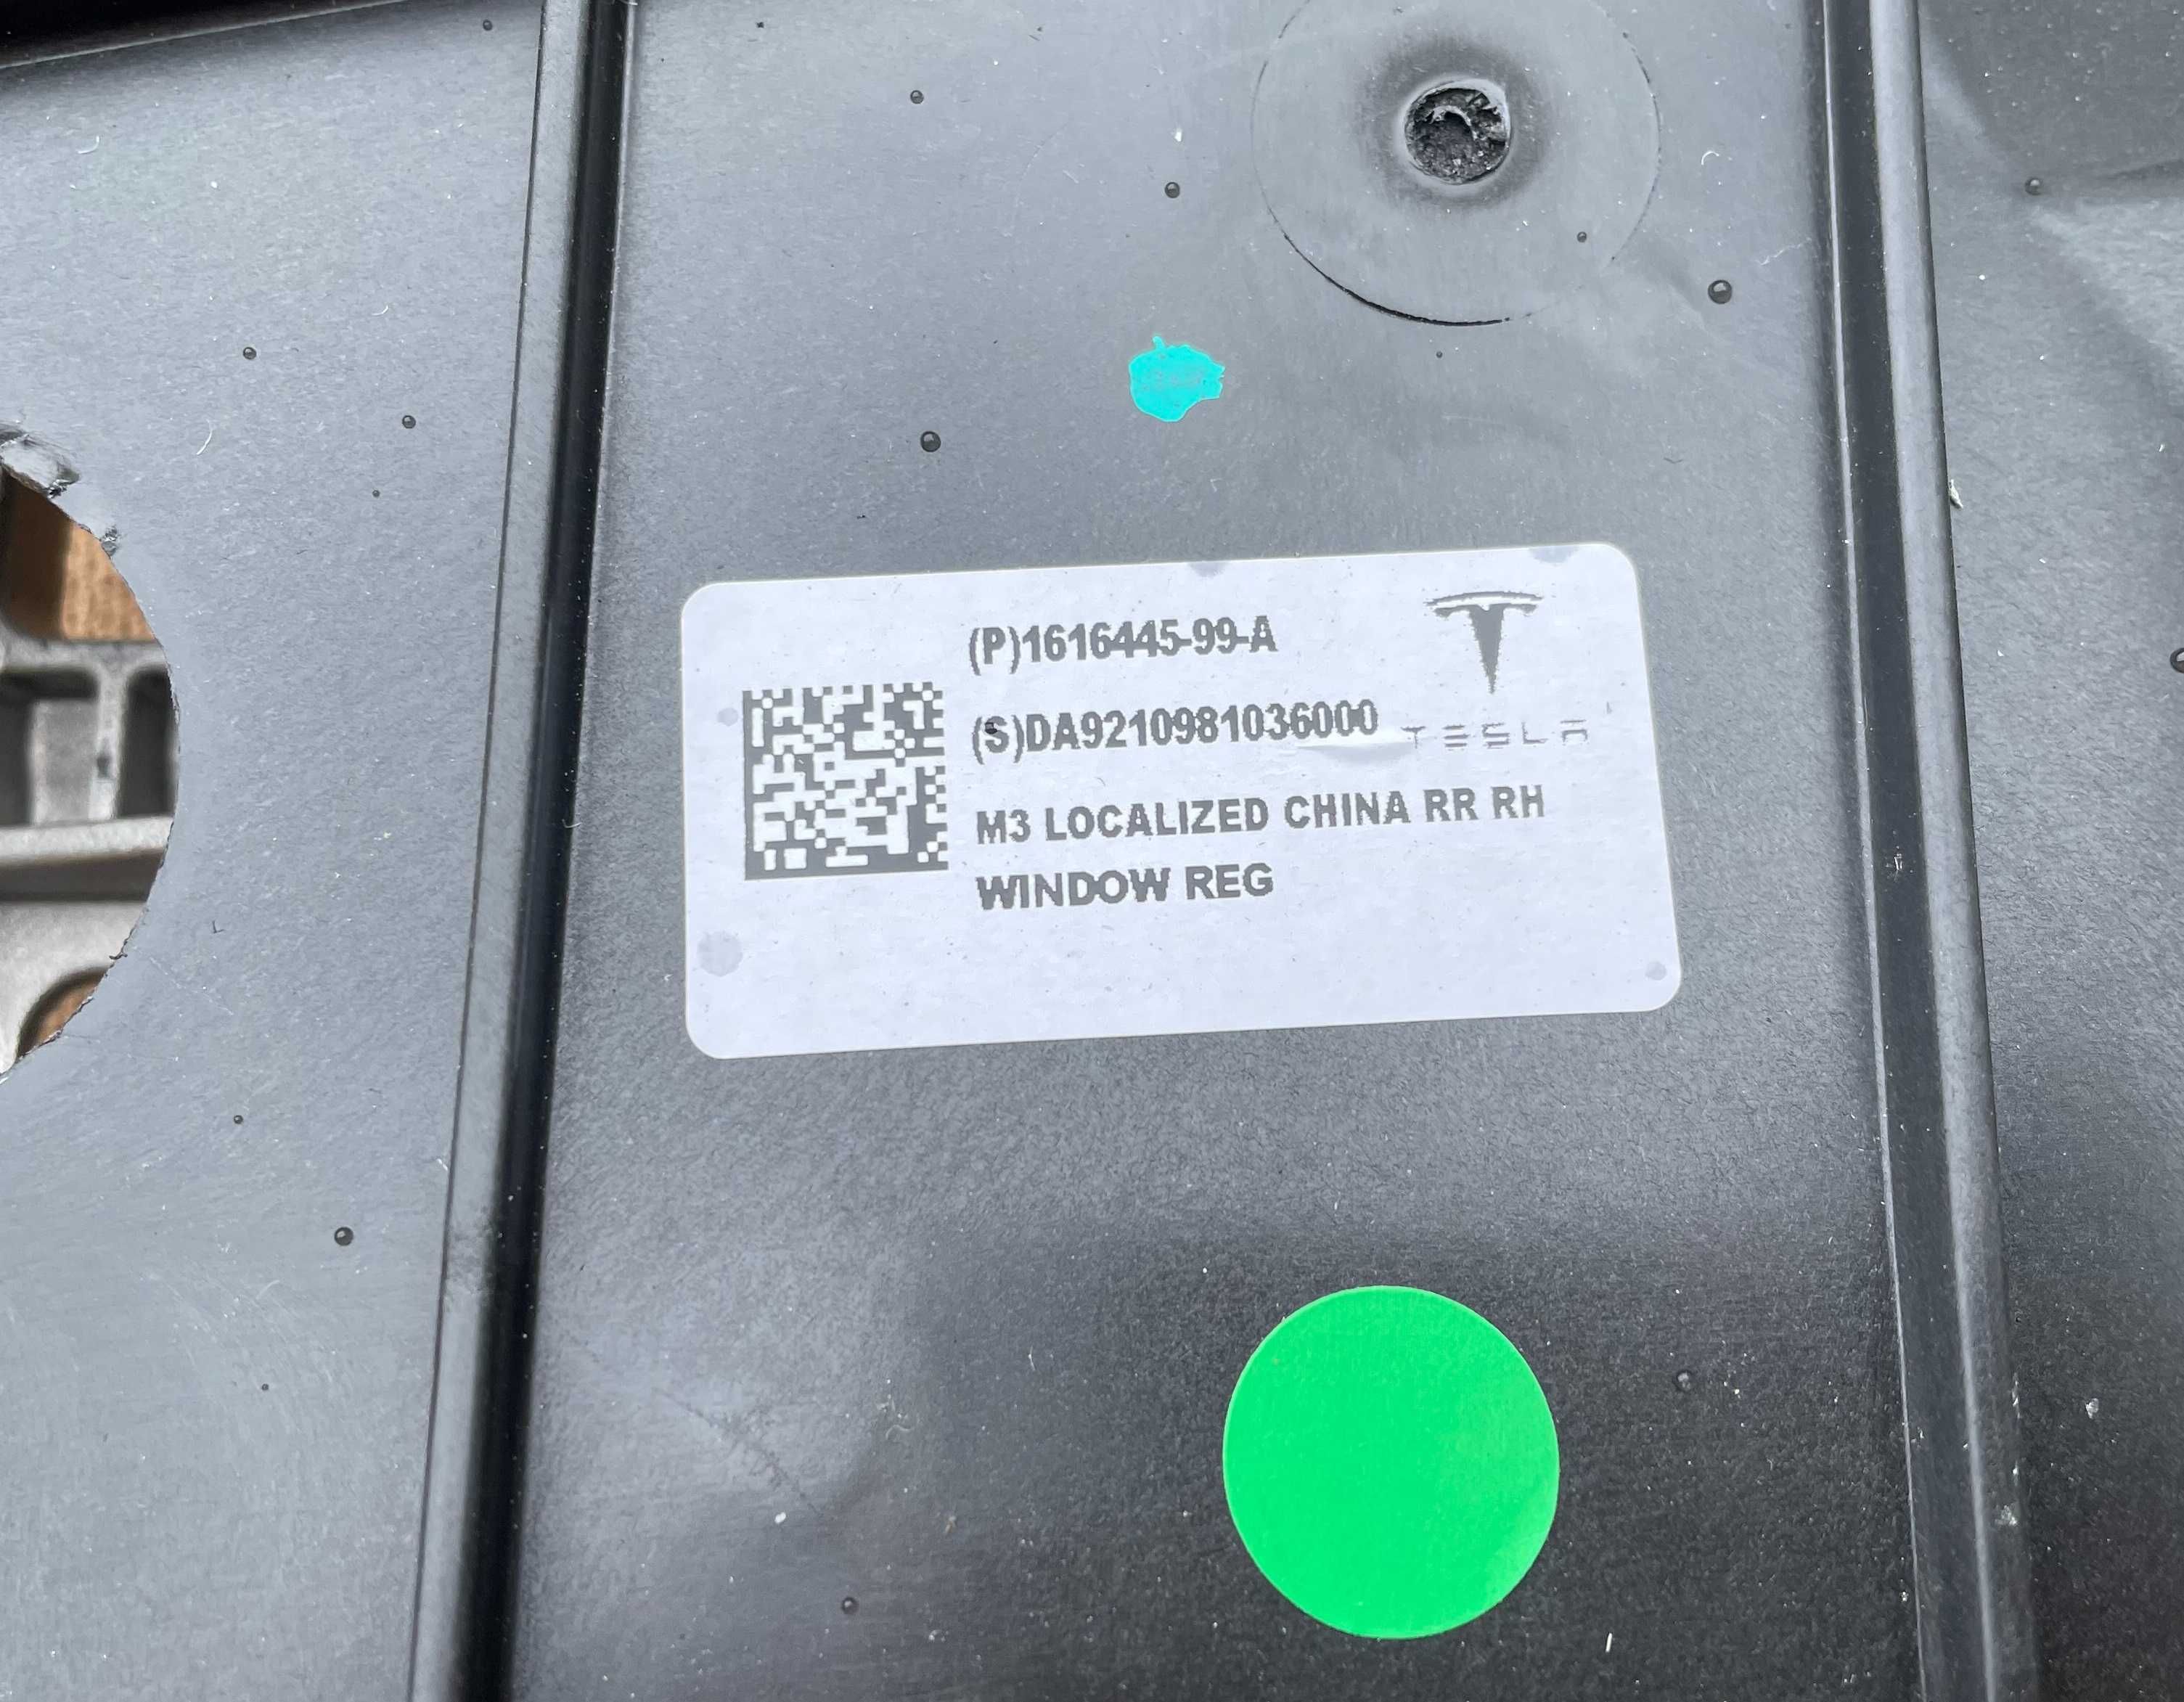 (P)1616445-99-A
(S)DA9210981036000
TESLA
M3 LOCALIZED CHINA RR RH
WINDOW REG